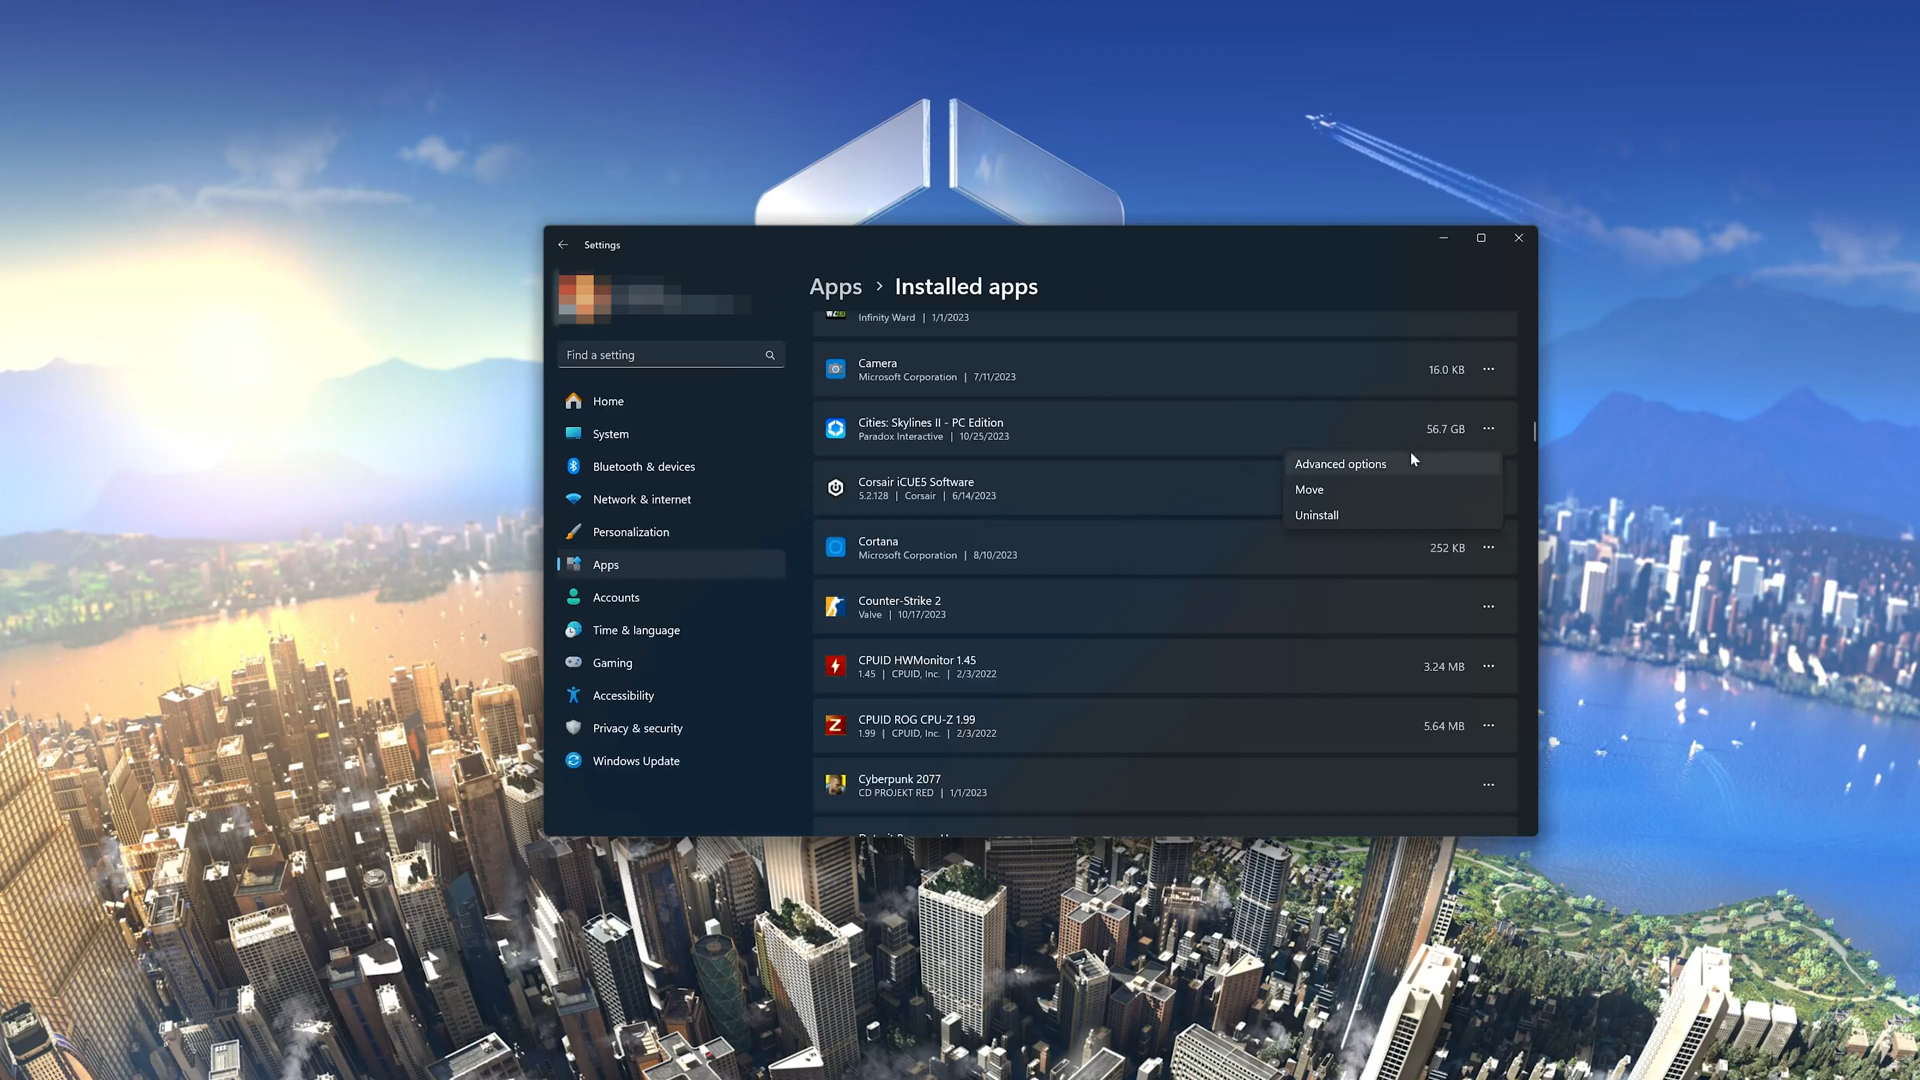 Settings
Find a setting
Home
System
Bluetooth & devices
Network & internet
Personalization
Apps
Accounts
Time & language
Gaming
Accessibility
Privacy & security
Windows Update
Apps > Installed apps
Infinity Ward | 1/1/2023
Camera
Microsoft Corporation | 7/11/2023
16.0 KB
Cities: Skylines II - PC Edition
Paradox Interactive | 10/25/2023
56.7 GB
Advanced options
Move
Uninstall
Corsair iCUE5 Software
5.2.128 | Corsair | 6/14/2023
Cortana
Microsoft Corporation | 8/10/2023
252 KB
Counter-Strike 2
Valve | 10/17/2023
CPUID HWMonitor 1.45
1.45 | CPUID, Inc. | 2/3/2022
3.24 MB
CPUID ROG CPU-Z 1.99
1.99 | CPUID, Inc. | 2/3/2022
5.64 MB
Cyberpunk 2077
CD PROJEKT RED | 1/1/2023